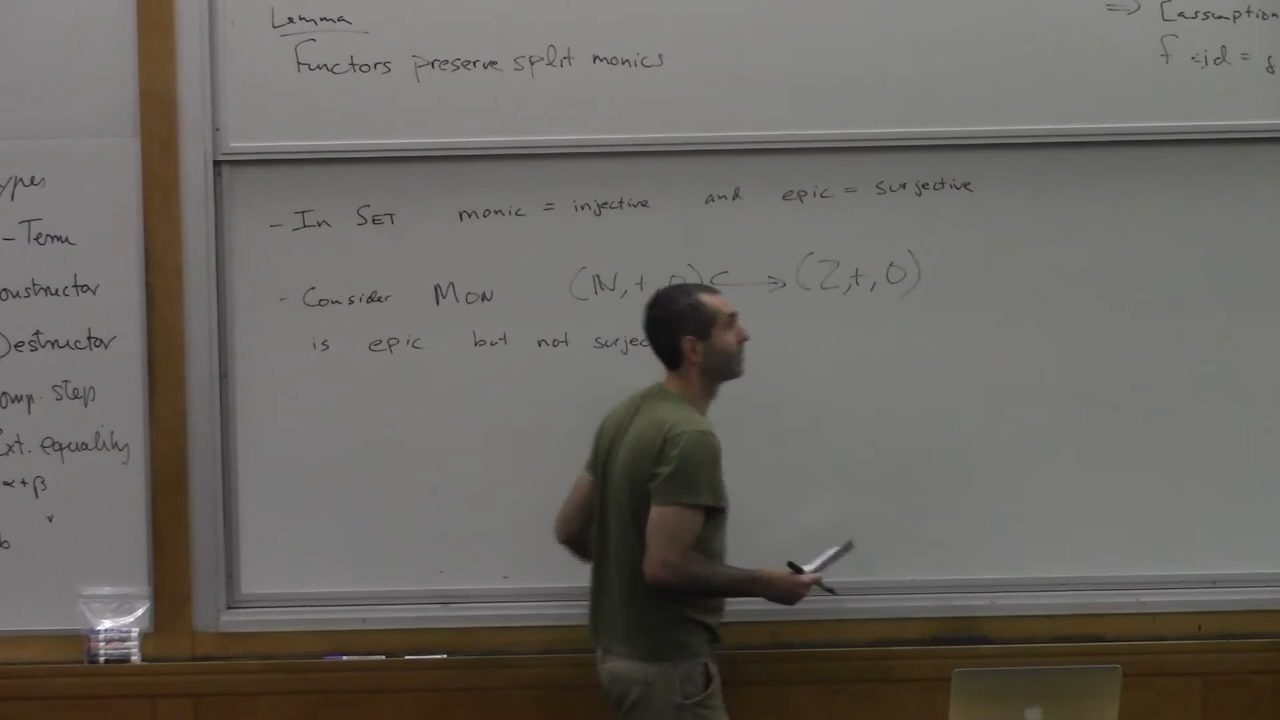 Lemma
Functors preserve split monics
⇒ [assumption
f ∘ id = g
ypes
- Term
onstructor
Destructor
omp. step
xt. equality
α+β
b
- In SET monic = injective and epic = surjective
- Consider MON (ℕ, + 0) ↪ (Z, +, 0)
is epic but not surjec